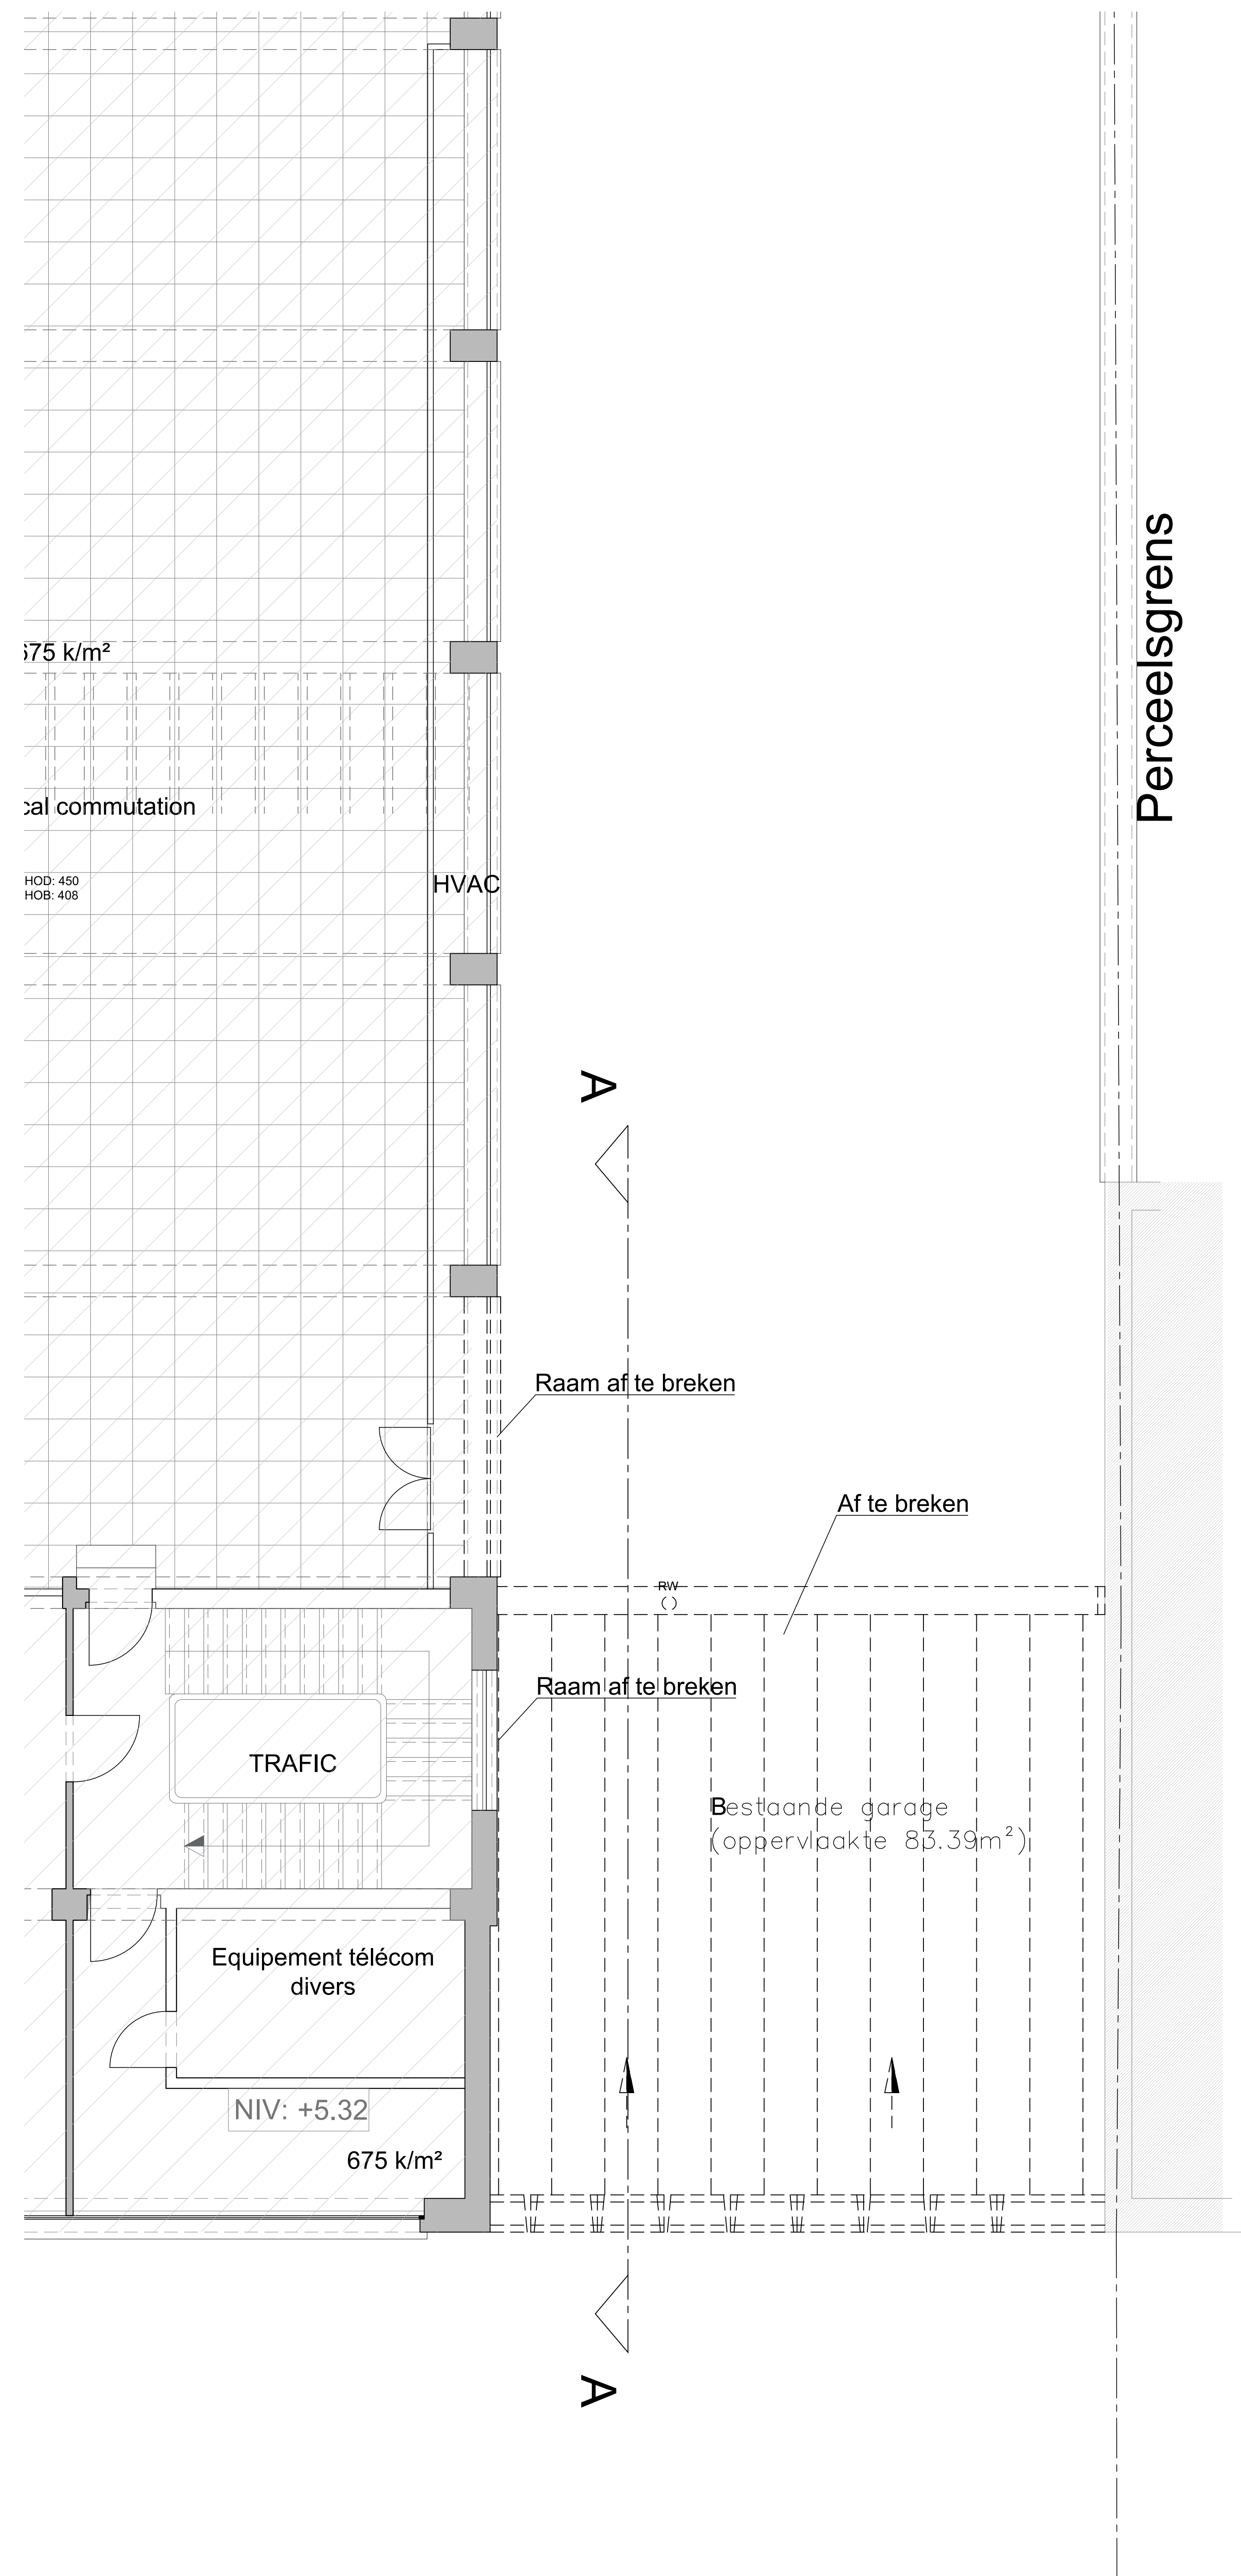 Perceelsgrens
675 k/m²
cal commutation
HOD: 450
HOB: 408
HVAC
A
Raam af te breken
Af te breken
RW
Raam af te breken
TRAFIC
Bestaande garage
(oppervlaakte 83.39m²)
Equipement télécom
divers
NIV: +5.32
675 k/m²
A